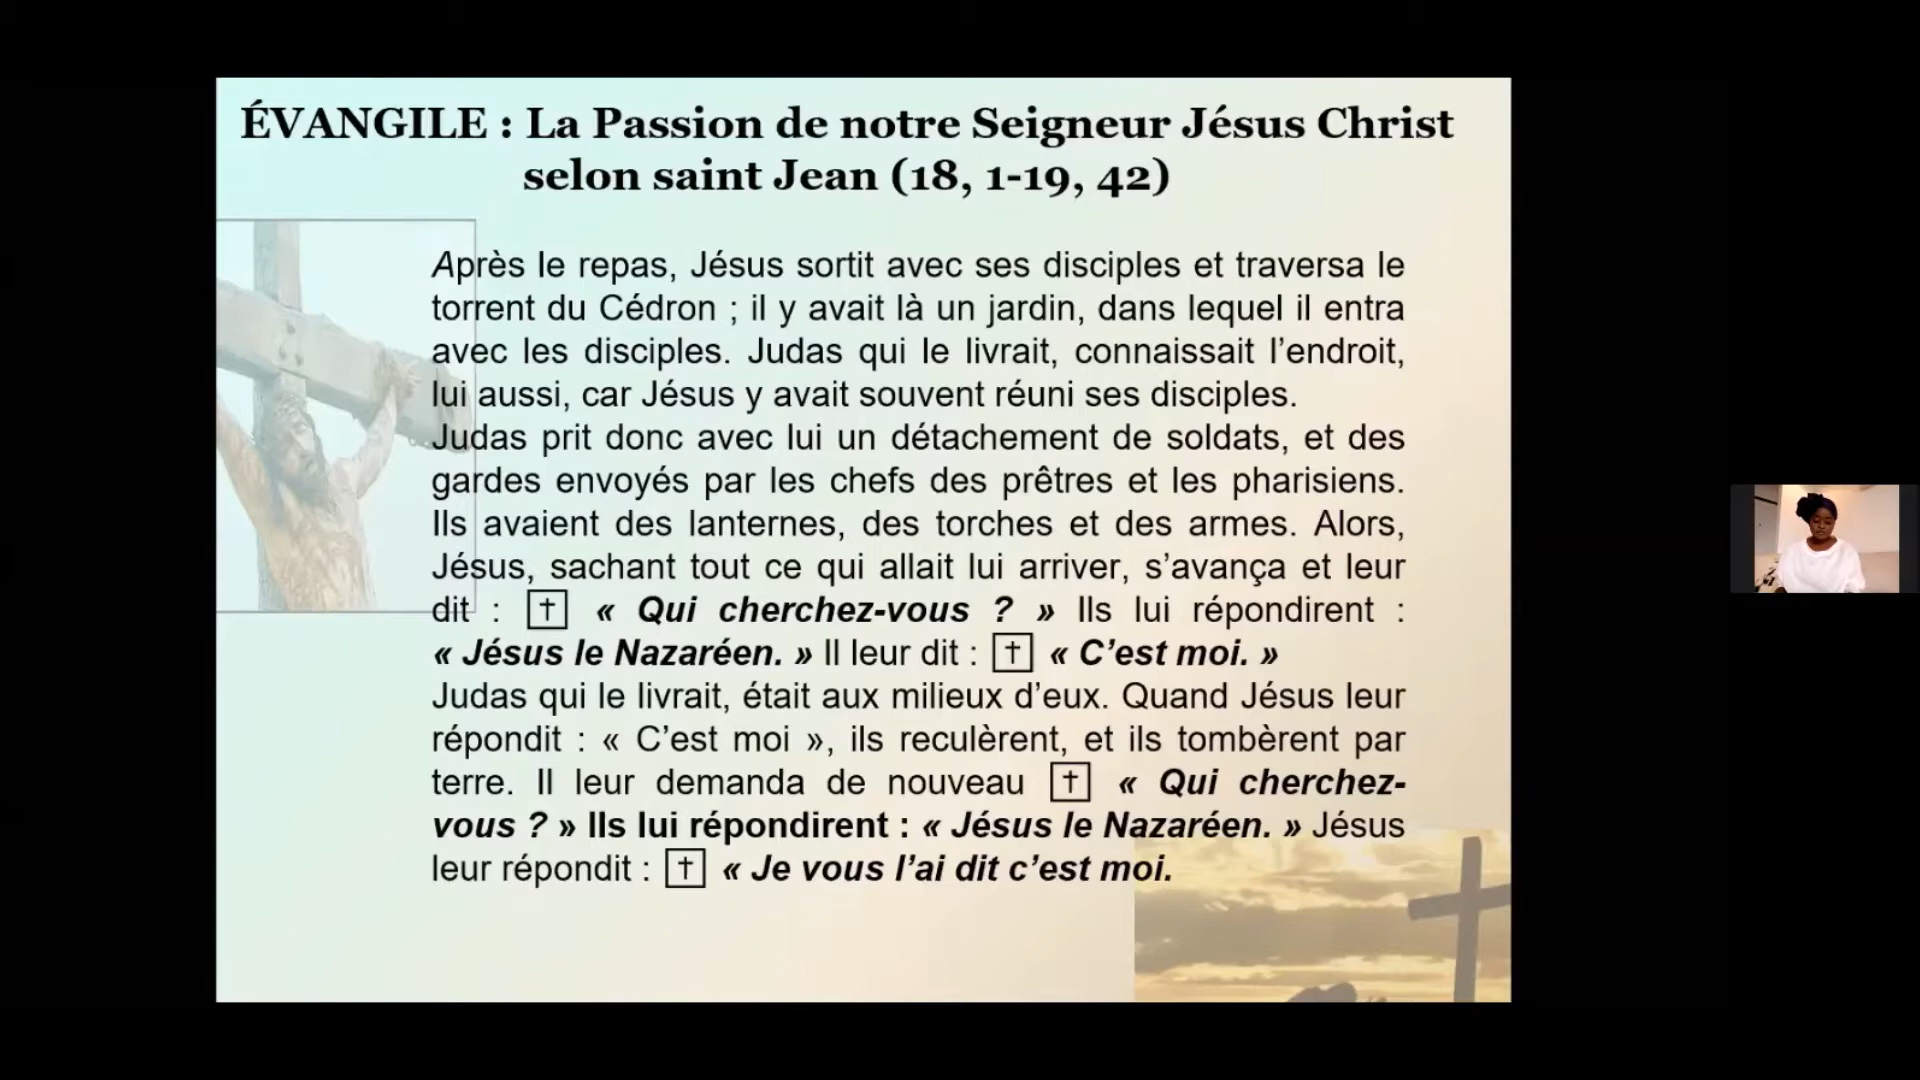 ÉVANGILE : La Passion de notre Seigneur Jésus Christ
selon saint Jean (18, 1-19, 42)
Après le repas, Jésus sortit avec ses disciples et traversa le
torrent du Cédron ; il y avait là un jardin, dans lequel il entra
avec les disciples. Judas qui le livrait, connaissait l’endroit,
lui aussi, car Jésus y avait souvent réuni ses disciples.
Judas prit donc avec lui un détachement de soldats, et des
gardes envoyés par les chefs des prêtres et les pharisiens.
Ils avaient des lanternes, des torches et des armes. Alors,
Jésus, sachant tout ce qui allait lui arriver, s’avança et leur
dit : ✝ « Qui cherchez-vous ? » Ils lui répondirent :
« Jésus le Nazaréen. » Il leur dit : ✝ « C’est moi. »
Judas qui le livrait, était aux milieux d’eux. Quand Jésus leur
répondit : « C’est moi », ils reculèrent, et ils tombèrent par
terre. Il leur demanda de nouveau ✝ « Qui cherchez-
vous ? » Ils lui répondirent : « Jésus le Nazaréen. » Jésus
leur répondit : ✝ « Je vous l’ai dit c’est moi.